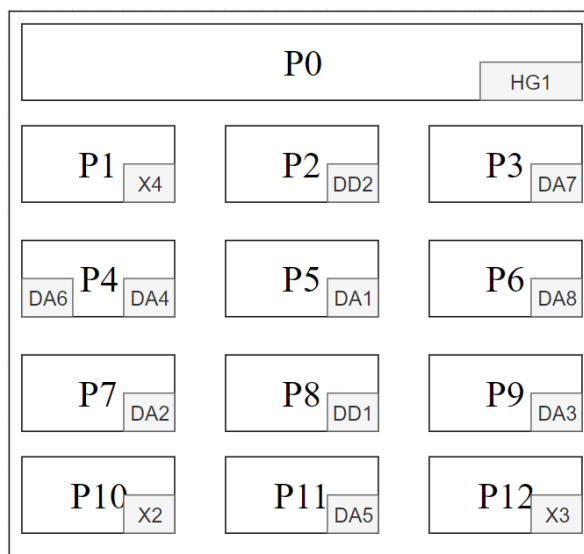 P0
HG1
P1 X4
P2 DD2
P3 DA7
DA6 P4 DA4
P5 DA1
P6 DA8
P7 DA2
P8 DD1
P9 DA3
P10 X2
P11 DA5
P12 X3